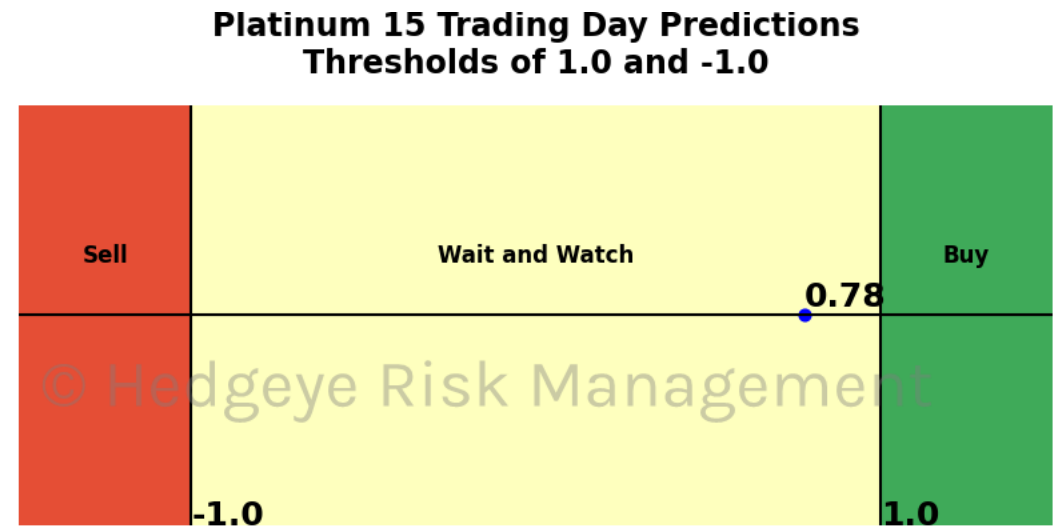 Platinum 15 Trading Day Predictions
Thresholds of 1.0 and -1.0
Sell
Wait and Watch
Buy
0.78
© Hedgeye Risk Management
-1.0
1.0